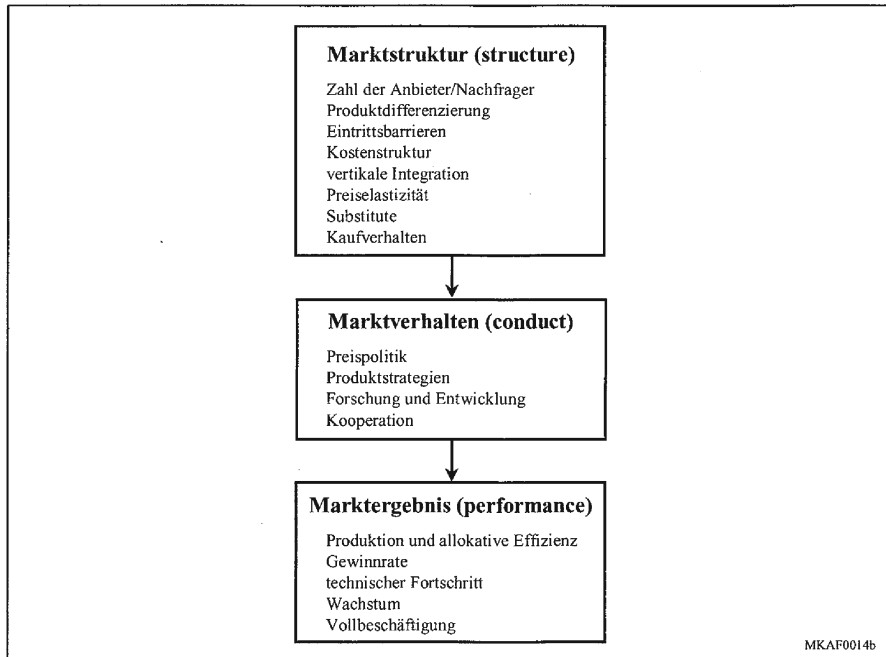 Marktstruktur (structure)
Zahl der Anbieter/Nachfrager
Produktdifferenzierung
Eintrittsbarrieren
Kostenstruktur
vertikale Integration
Preiselastizität
Substitute
Kaufverhalten
Marktverhalten (conduct)
Preispolitik
Produktstrategien
Forschung und Entwicklung
Kooperation
Marktergebnis (performance)
Produktion und allokative Effizienz
Gewinnrate
technischer Fortschritt
Wachstum
Vollbeschäftigung
MKAF0014b